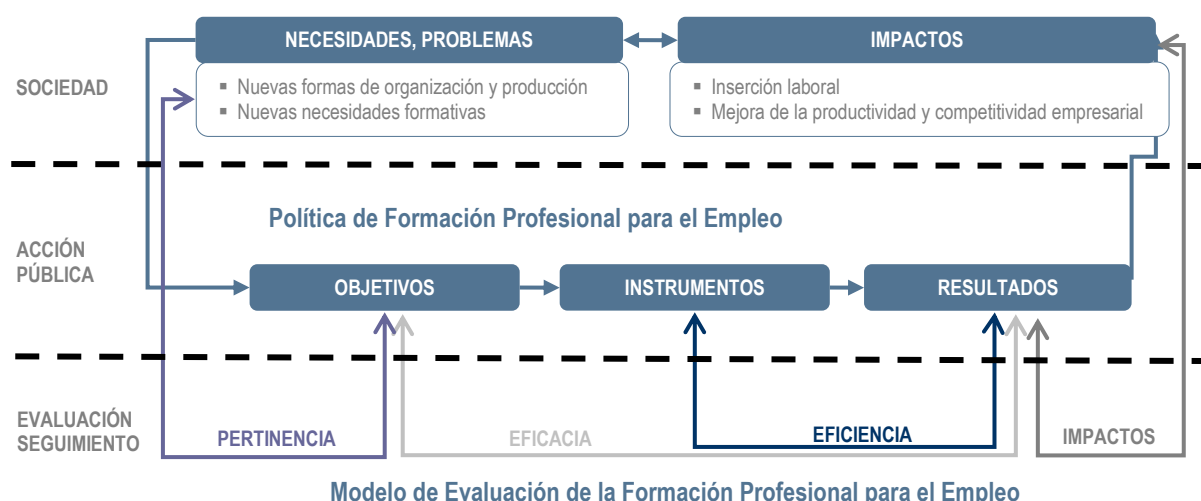 NECESIDADES, PROBLEMAS
IMPACTOS
SOCIEDAD
▪ Nuevas formas de organización y producción
▪ Nuevas necesidades formativas
▪ Inserción laboral
▪ Mejora de la productividad y competitividad empresarial
Política de Formación Profesional para el Empleo
ACCIÓN
PÚBLICA
OBJETIVOS
INSTRUMENTOS
RESULTADOS
EVALUACIÓN
SEGUIMIENTO
PERTINENCIA
EFICACIA
EFICIENCIA
IMPACTOS
Modelo de Evaluación de la Formación Profesional para el Empleo